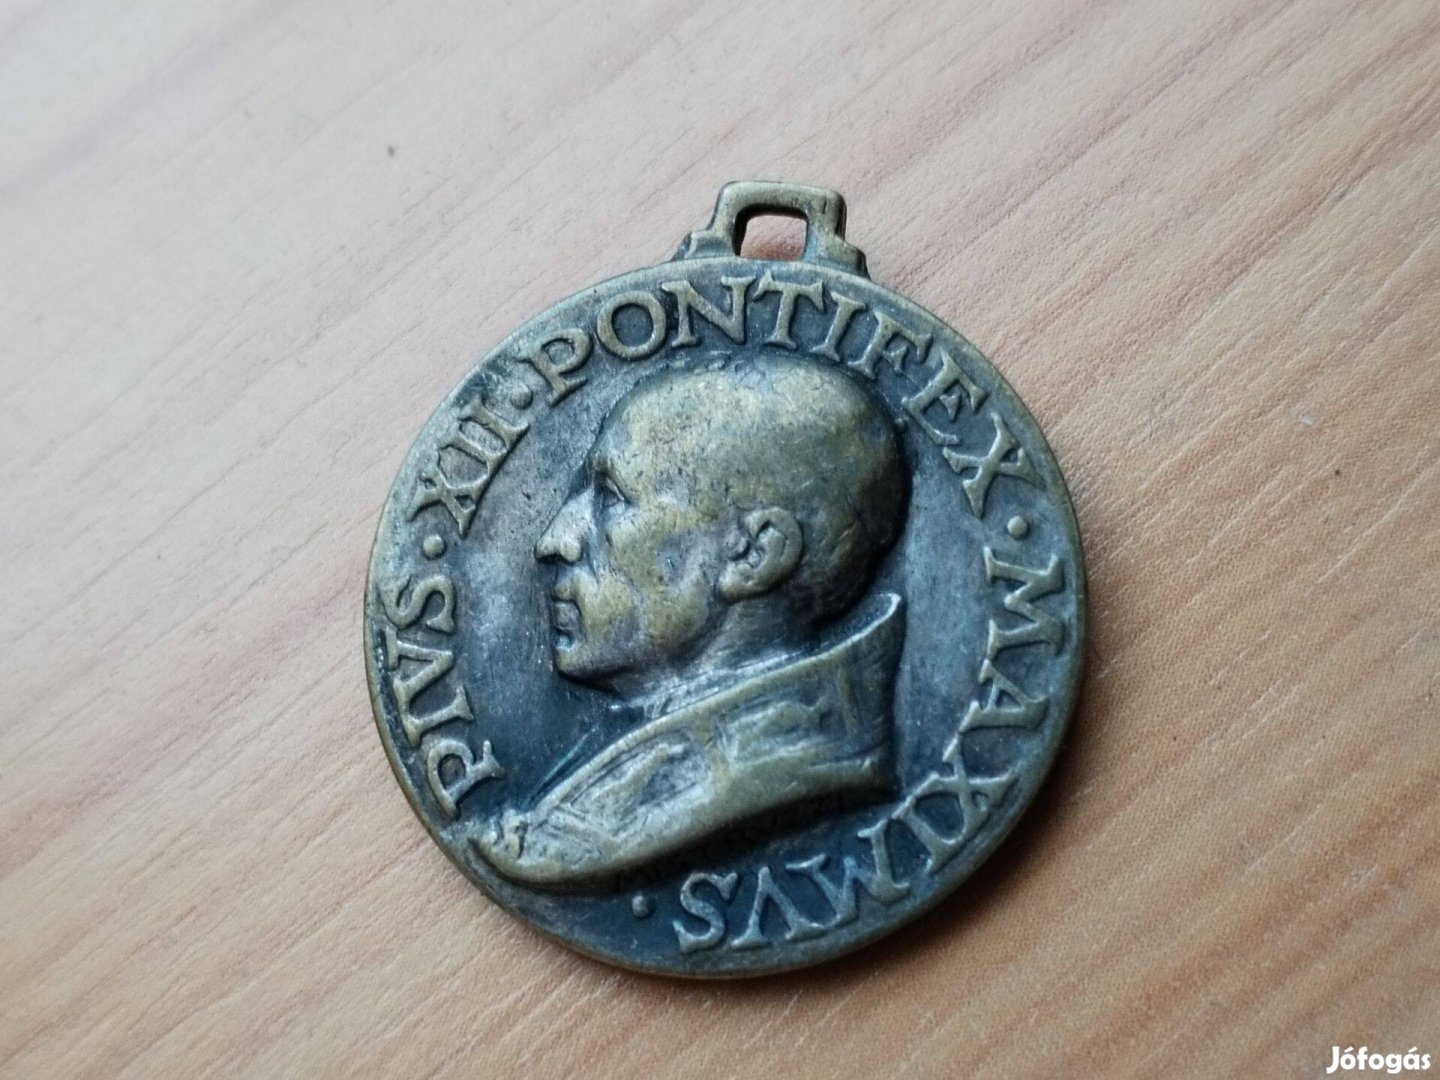 PIVS · XII · PONTIFEX · MAXIMVS ·
Jófogás